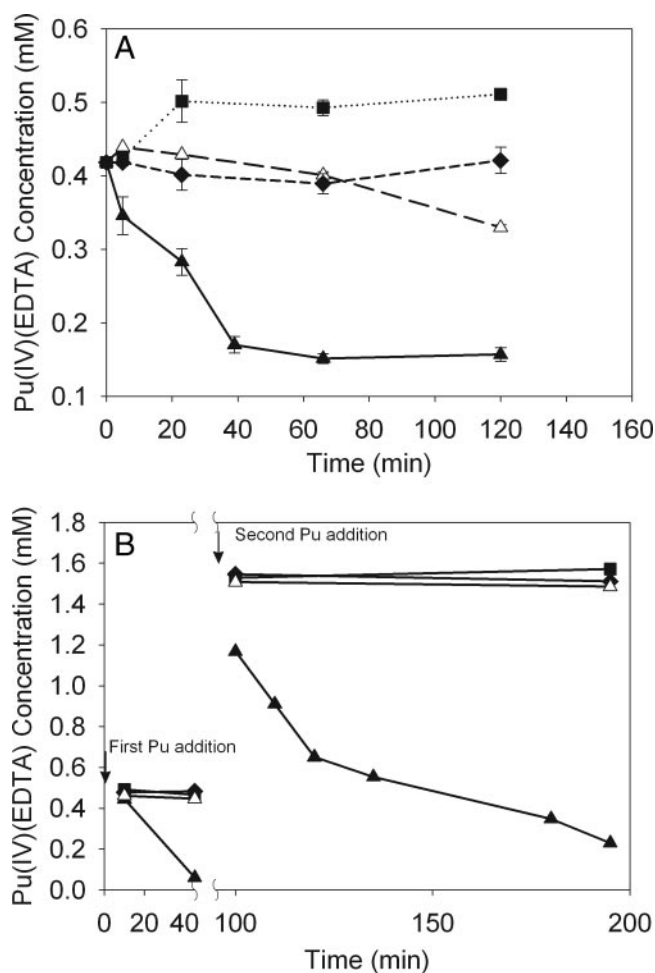 A
Pu(IV)(EDTA) Concentration (mM)
0.6
0.5
0.4
0.3
0.2
0.1
0 20 40 60 80 100 120 140 160
Time (min)
B
Pu(IV)(EDTA) Concentration (mM)
1.8
1.6
1.4
1.2
1.0
0.8
0.6
0.4
0.2
0.0
Second Pu addition
First Pu addition
0 20 40 100 150 200
Time (min)